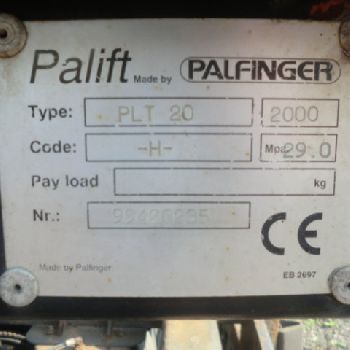 Palift Made by PALFINGER
Type: PLT 20 2000
Code: -H- Mpa 29.0
Pay load kg
Nr.:
CE
Made by Palfinger EB 2697